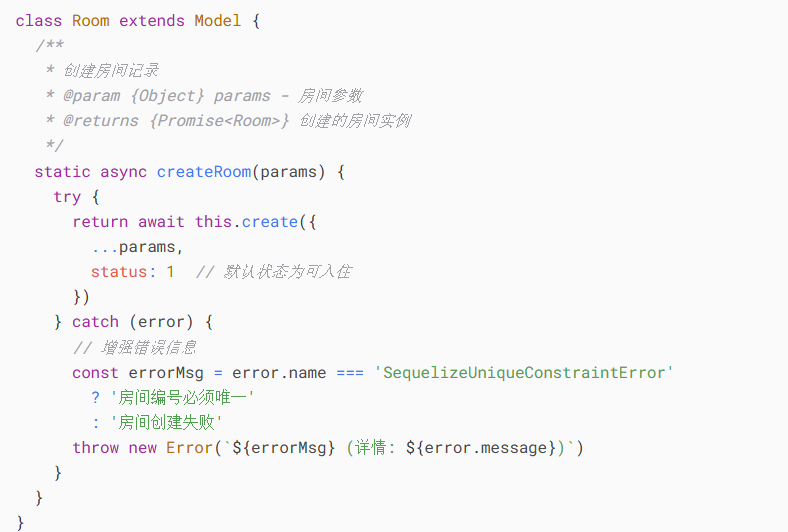 class Room extends Model {
  /**
   * 创建房间记录
   * @param {Object} params - 房间参数
   * @returns {Promise<Room>} 创建的房间实例
   */
  static async createRoom(params) {
    try {
      return await this.create({
        ...params,
        status: 1  // 默认状态为可入住
      })
    } catch (error) {
      // 增强错误信息
      const errorMsg = error.name === 'SequelizeUniqueConstraintError'
        ? '房间编号必须唯一'
        : '房间创建失败'
      throw new Error(`${errorMsg} (详情: ${error.message})`)
    }
  }
}